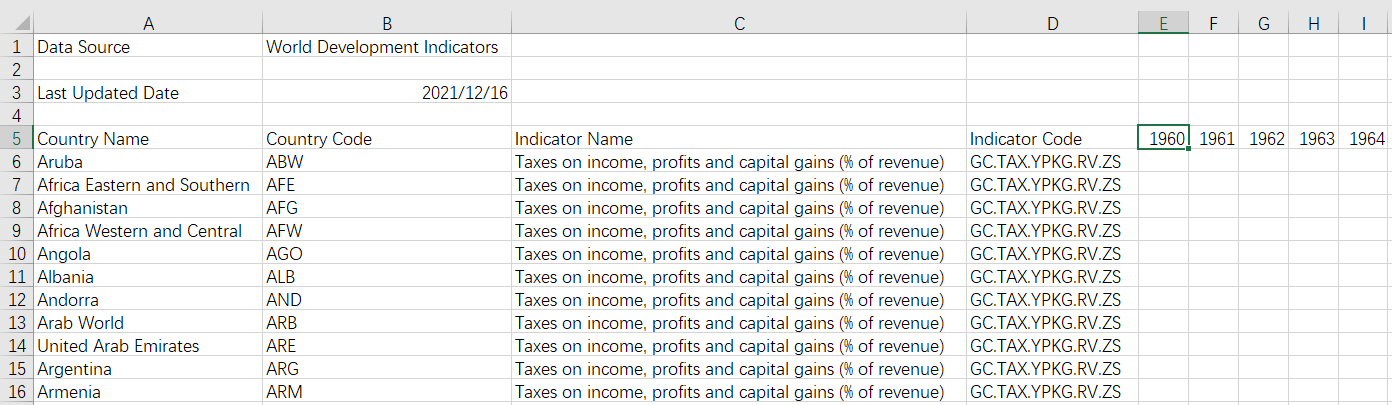 A B C D E F G H I
1 Data Source World Development Indicators
2
3 Last Updated Date 2021/12/16
4
5 Country Name Country Code Indicator Name Indicator Code 1960 1961 1962 1963 1964
6 Aruba ABW Taxes on income, profits and capital gains (% of revenue) GC.TAX.YPKG.RV.ZS
7 Africa Eastern and Southern AFE Taxes on income, profits and capital gains (% of revenue) GC.TAX.YPKG.RV.ZS
8 Afghanistan AFG Taxes on income, profits and capital gains (% of revenue) GC.TAX.YPKG.RV.ZS
9 Africa Western and Central AFW Taxes on income, profits and capital gains (% of revenue) GC.TAX.YPKG.RV.ZS
10 Angola AGO Taxes on income, profits and capital gains (% of revenue) GC.TAX.YPKG.RV.ZS
11 Albania ALB Taxes on income, profits and capital gains (% of revenue) GC.TAX.YPKG.RV.ZS
12 Andorra AND Taxes on income, profits and capital gains (% of revenue) GC.TAX.YPKG.RV.ZS
13 Arab World ARB Taxes on income, profits and capital gains (% of revenue) GC.TAX.YPKG.RV.ZS
14 United Arab Emirates ARE Taxes on income, profits and capital gains (% of revenue) GC.TAX.YPKG.RV.ZS
15 Argentina ARG Taxes on income, profits and capital gains (% of revenue) GC.TAX.YPKG.RV.ZS
16 Armenia ARM Taxes on income, profits and capital gains (% of revenue) GC.TAX.YPKG.RV.ZS